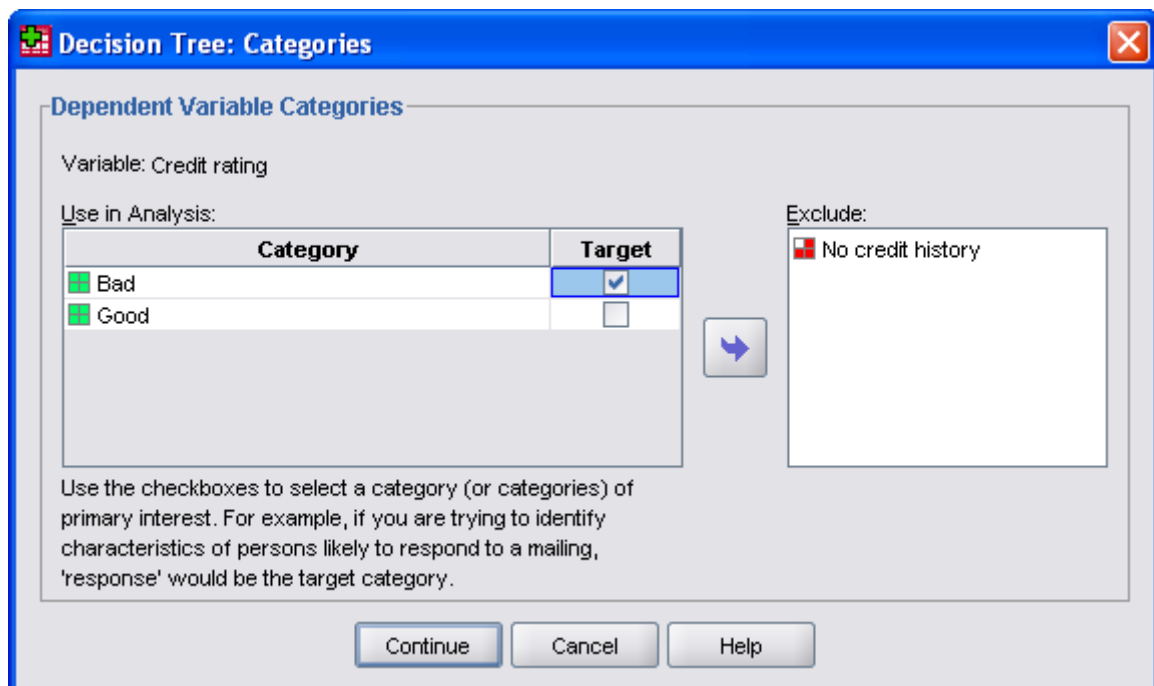 Decision Tree: Categories
Dependent Variable Categories
Variable: Credit rating
Use in Analysis:
Category Target
Bad
Good
Exclude:
No credit history
Use the checkboxes to select a category (or categories) of
primary interest. For example, if you are trying to identify
characteristics of persons likely to respond to a mailing,
'response' would be the target category.
Continue Cancel Help